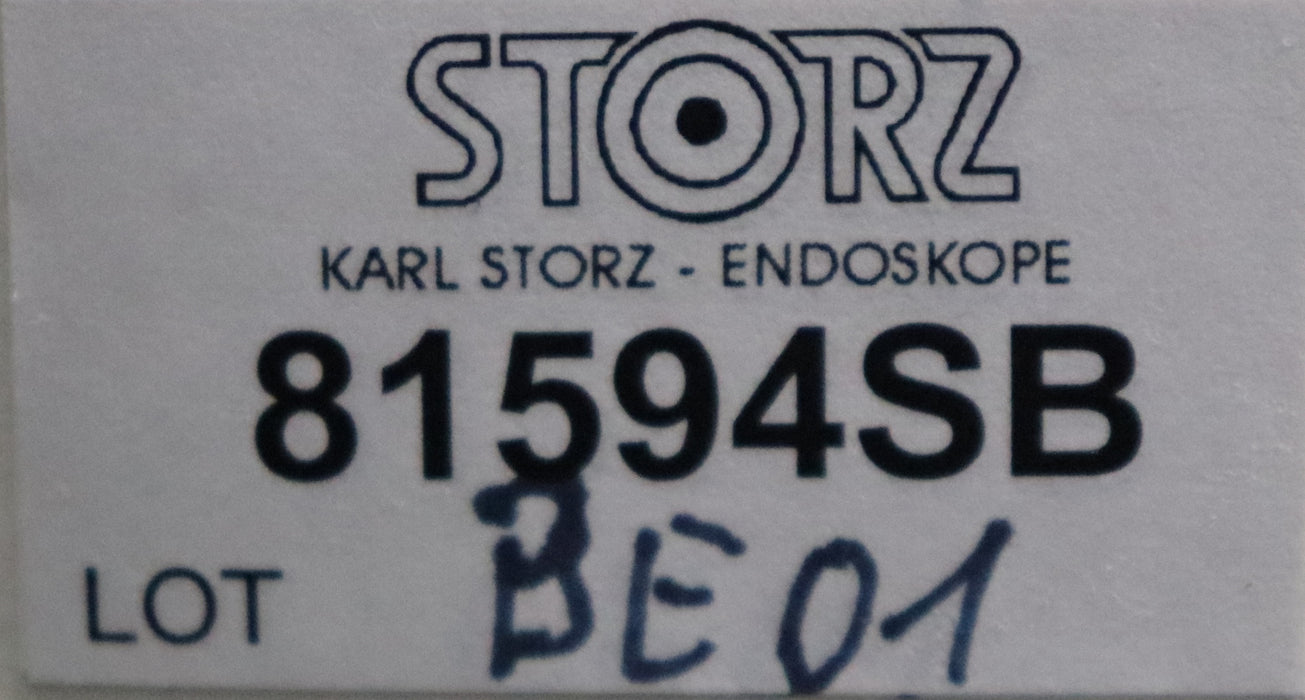 STORZ
KARL STORZ - ENDOSKOPE
81594SB
LOT BE01